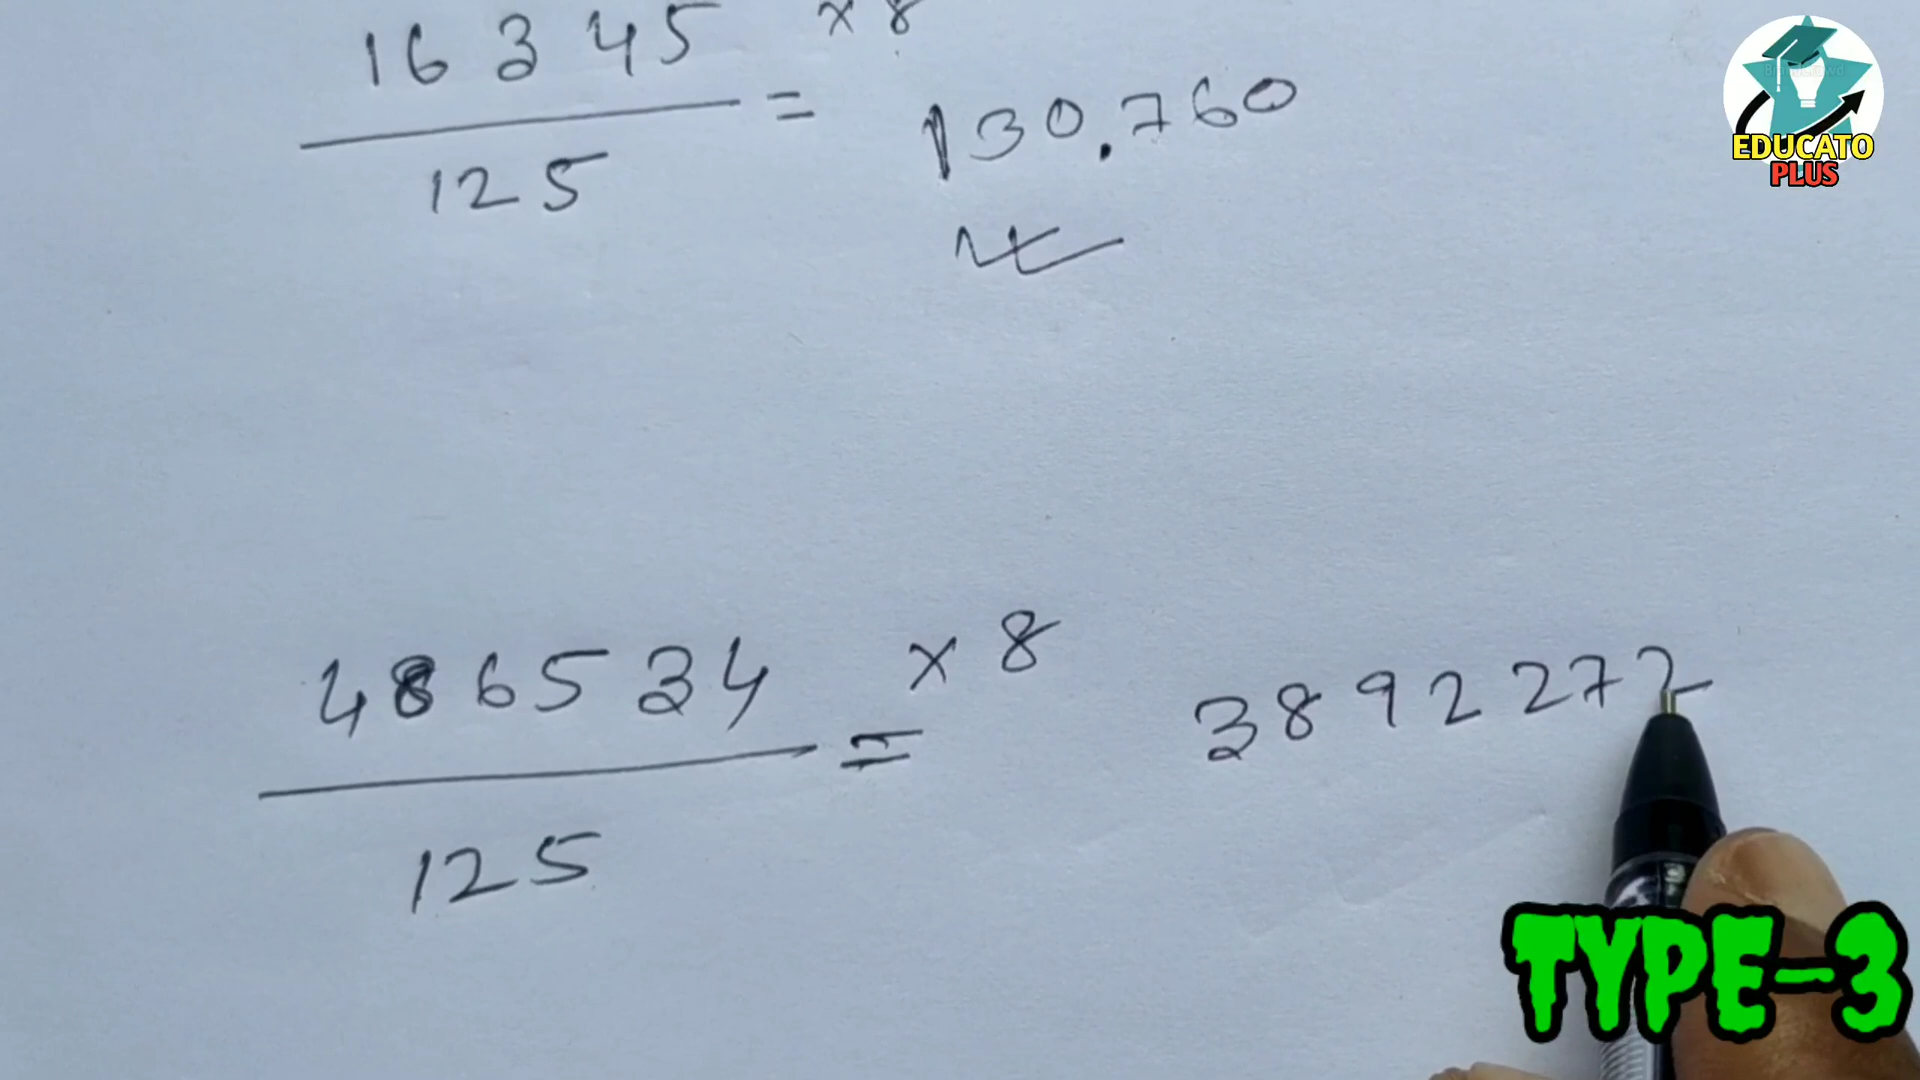 16345 × 8
125
= 130.760
EDUCATO
PLUS
486534 × 8
125
= 3892272
TYPE-3